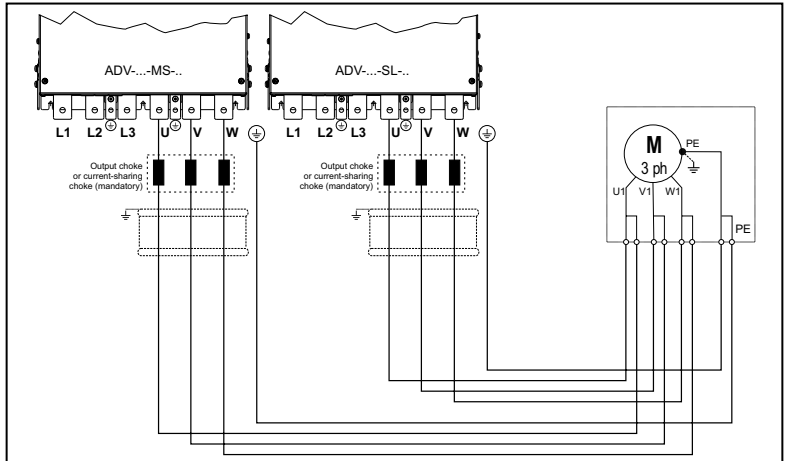 ADV-...-MS-..
ADV-...-SL-..
L1 L2 L3 U V W
L1 L2 L3 U V W
Output choke
or current-sharing
choke (mandatory)
Output choke
or current-sharing
choke (mandatory)
M
3 ph
PE
U1 V1 W1
PE